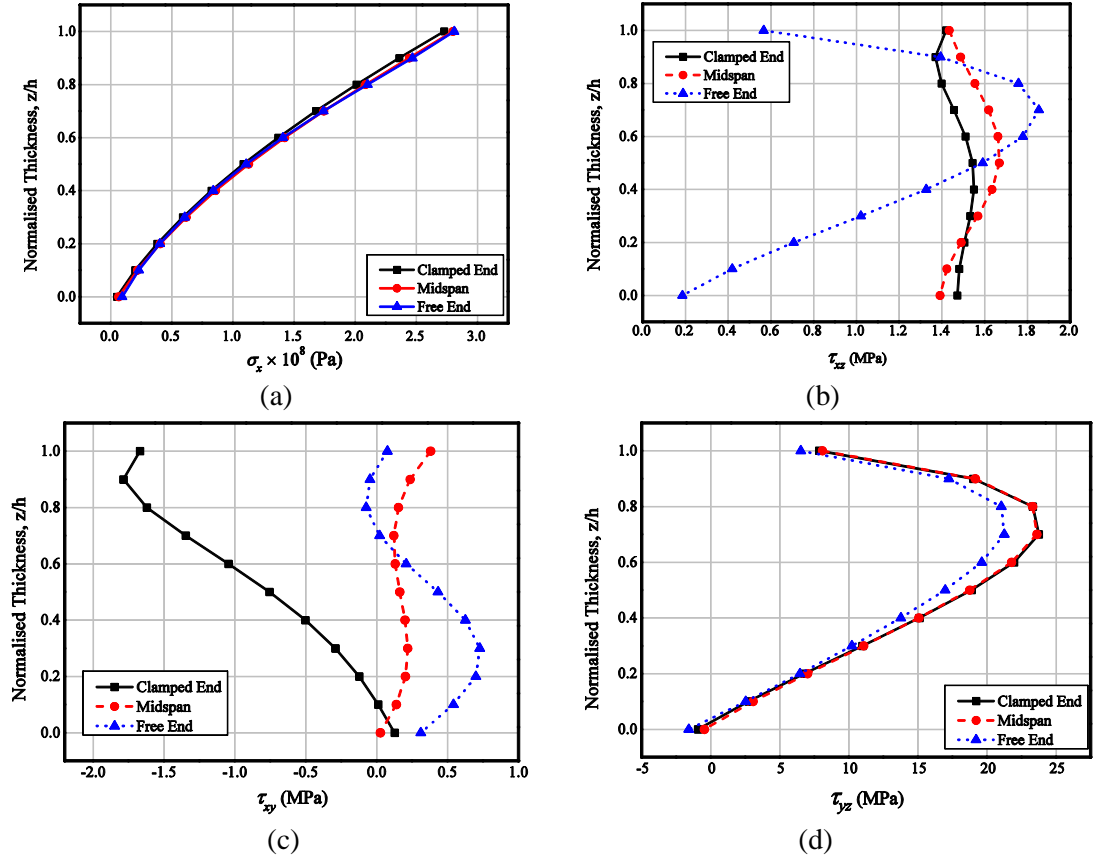 Normalised Thickness, z/h
1.0
0.8
0.6
0.4
0.2
0.0
Clamped End
Midspan
Free End
0.0 0.5 1.0 1.5 2.0 2.5 3.0
σx × 10^8 (Pa)
(a)
Normalised Thickness, z/h
1.0
0.8
0.6
0.4
0.2
0.0
Clamped End
Midspan
Free End
0.0 0.2 0.4 0.6 0.8 1.0 1.2 1.4 1.6 1.8 2.0
τxz (MPa)
(b)
Normalised Thickness, z/h
1.0
0.8
0.6
0.4
0.2
0.0
Clamped End
Midspan
Free End
-2.0 -1.5 -1.0 -0.5 0.0 0.5 1.0
τxy (MPa)
(c)
Normalised Thickness, z/h
1.0
0.8
0.6
0.4
0.2
0.0
Clamped End
Midspan
Free End
-5 0 5 10 15 20 25
τyz (MPa)
(d)